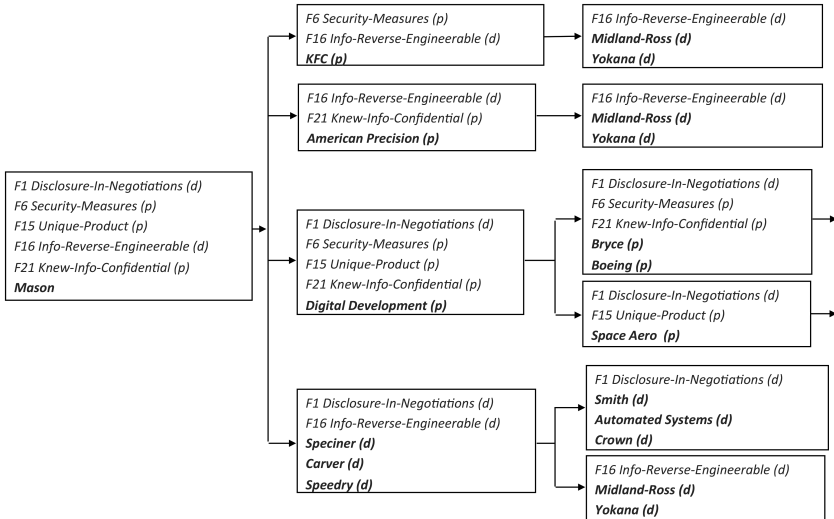 F1 Disclosure-In-Negotiations (d)
F6 Security-Measures (p)
F15 Unique-Product (p)
F16 Info-Reverse-Engineerable (d)
F21 Knew-Info-Confidential (p)
Mason
F6 Security-Measures (p)
F16 Info-Reverse-Engineerable (d)
KFC (p)
F16 Info-Reverse-Engineerable (d)
F21 Knew-Info-Confidential (p)
American Precision (p)
F1 Disclosure-In-Negotiations (d)
F6 Security-Measures (p)
F15 Unique-Product (p)
F21 Knew-Info-Confidential (p)
Digital Development (p)
F1 Disclosure-In-Negotiations (d)
F16 Info-Reverse-Engineerable (d)
Speciner (d)
Carver (d)
Speedry (d)
F16 Info-Reverse-Engineerable (d)
Midland-Ross (d)
Yokana (d)
F16 Info-Reverse-Engineerable (d)
Midland-Ross (d)
Yokana (d)
F1 Disclosure-In-Negotiations (d)
F6 Security-Measures (p)
F21 Knew-Info-Confidential (p)
Bryce (p)
Boeing (p)
F1 Disclosure-In-Negotiations (d)
F15 Unique-Product (p)
Space Aero (p)
F1 Disclosure-In-Negotiations (d)
Smith (d)
Automated Systems (d)
Crown (d)
F16 Info-Reverse-Engineerable (d)
Midland-Ross (d)
Yokana (d)